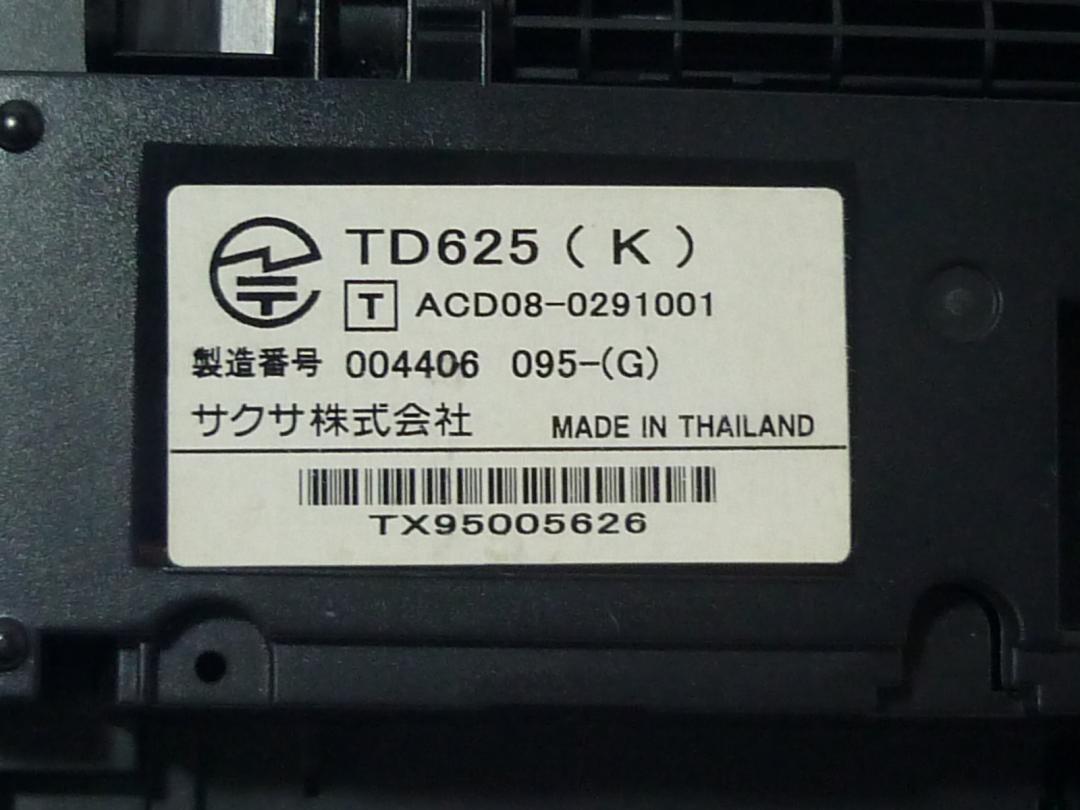 TD625 ( K )
T ACD08-0291001
製造番号 004406 095-(G)
サクサ株式会社 MADE IN THAILAND
TX95005626